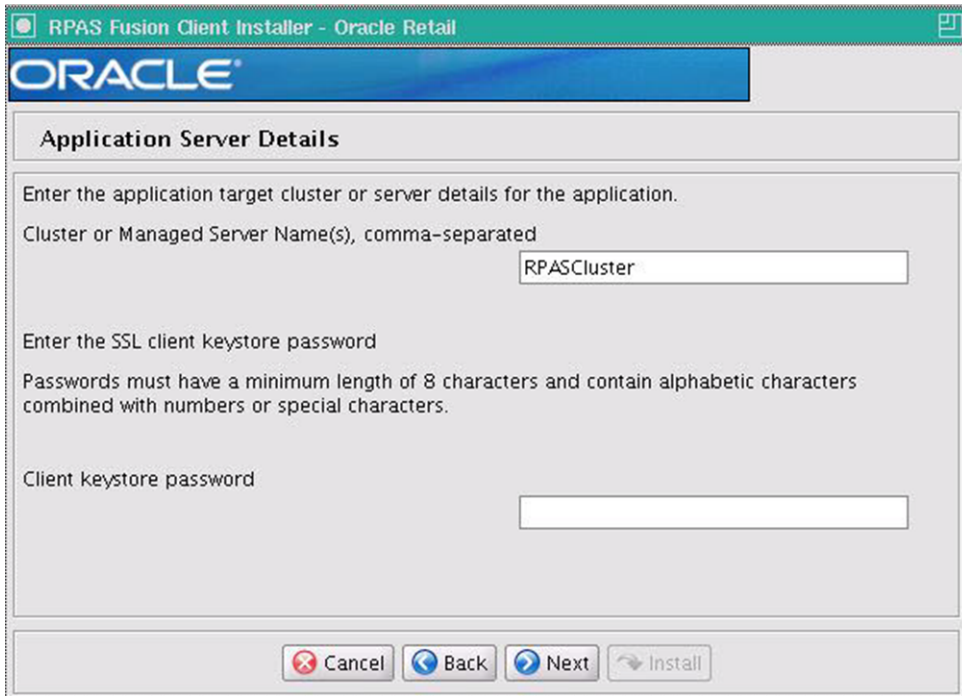 RPAS Fusion Client Installer - Oracle Retail
ORACLE®
Application Server Details
Enter the application target cluster or server details for the application.
Cluster or Managed Server Name(s), comma-separated
RPASCluster
Enter the SSL client keystore password
Passwords must have a minimum length of 8 characters and contain alphabetic characters
combined with numbers or special characters.
Client keystore password
Cancel Back Next Install